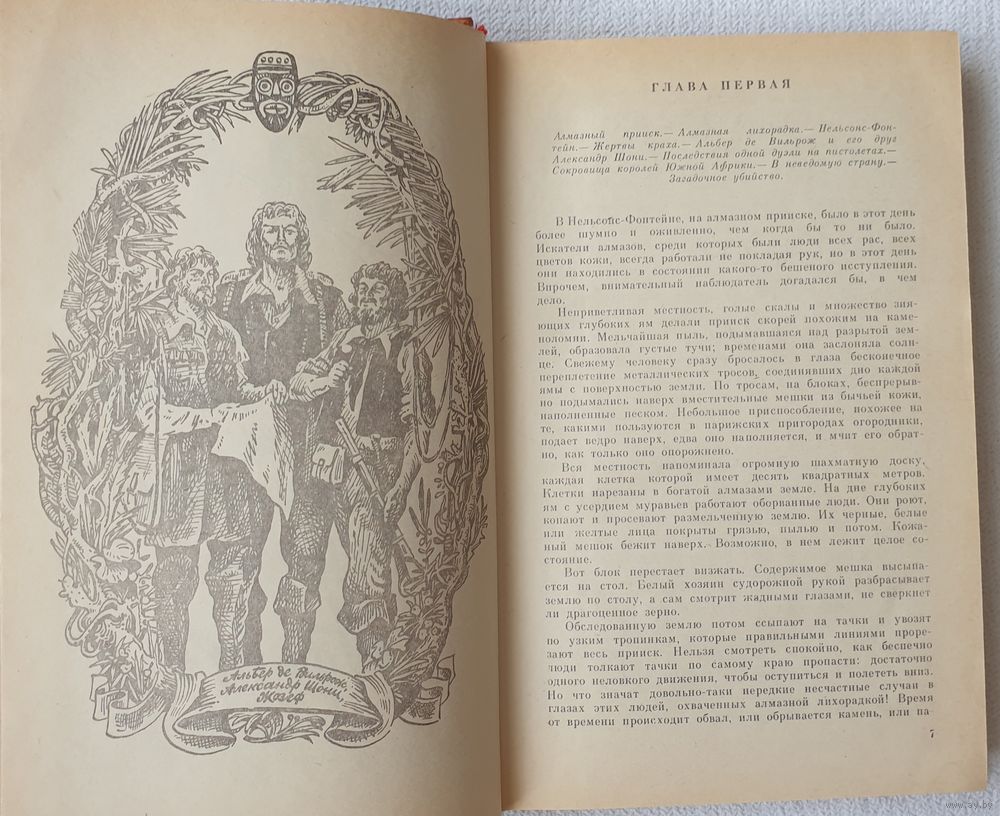 Альбер де Вильрож,
Александр Шони,
Жозеф
ГЛАВА ПЕРВАЯ
Алмазный прииск.— Алмазная лихорадка.— Нельсонс-Фон-
тейн.— Жертвы краха.— Альбер де Вильрож и его друг
Александр Шони.— Последствия одной дуэли на пистолетах.—
Сокровища королей Южной Африки.— В неведомую страну.—
Загадочное убийство.
В Нельсонс-Фонтейне, на алмазном прииске, было в этот день
более шумно и оживленно, чем когда бы то ни было.
Искатели алмазов, среди которых были люди всех рас, всех
цветов кожи, всегда работали не покладая рук, но в этот день
они находились в состоянии какого-то бешеного исступления.
Впрочем, внимательный наблюдатель догадался бы, в чем
дело.
Неприветливая местность, голые скалы и множество зия-
ющих глубоких ям делали прииск скорей похожим на каме-
ноломни. Мельчайшая пыль, подымавшаяся над разрытой зем-
лей, образовала густые тучи; временами она заслоняла солн-
це. Свежему человеку сразу бросалось в глаза бесконечное
переплетение металлических тросов, соединявших дно каждой
ямы с поверхностью земли. По тросам, на блоках, беспрерыв-
но подымались наверх вместительные мешки из бычьей кожи,
наполненные песком. Небольшое приспособление, похожее на
те, какими пользуются в парижских пригородах огородники,
подает ведро наверх, едва оно наполняется, и мчит его обрат-
но, как только оно опорожнено.
Вся местность напоминала огромную шахматную доску,
каждая клетка которой имеет десять квадратных метров.
Клетки нарезаны в богатой алмазами земле. На дне глубоких
ям с усердием муравьев работают оборванные люди. Они роют,
копают и просевают размельченную землю. Их черные, белые
или желтые лица покрыты грязью, пылью и потом. Кожа-
ный мешок бежит наверх. Возможно, в нем лежит целое со-
стояние.
Вот блок перестает визжать. Содержимое мешка высыпа-
ется на стол. Белый хозяин судорожной рукой разбрасывает
землю по столу, а сам смотрит жадными глазами, не сверкнет
ли драгоценное зерно.
Обследованную землю потом ссыпают на тачки и увозят
по узким тропинкам, которые правильными линиями проре-
зают весь прииск. Нельзя смотреть спокойно, как беспечно
люди толкают тачки по самому краю пропасти: достаточно
одного неловкого движения, чтобы оступиться и полететь вниз.
Но что значат довольно-таки нередкие несчастные случаи в
глазах этих людей, охваченных алмазной лихорадкой! Время
от времени происходит обвал, или обрывается камень, или па-
7
www.ay.by